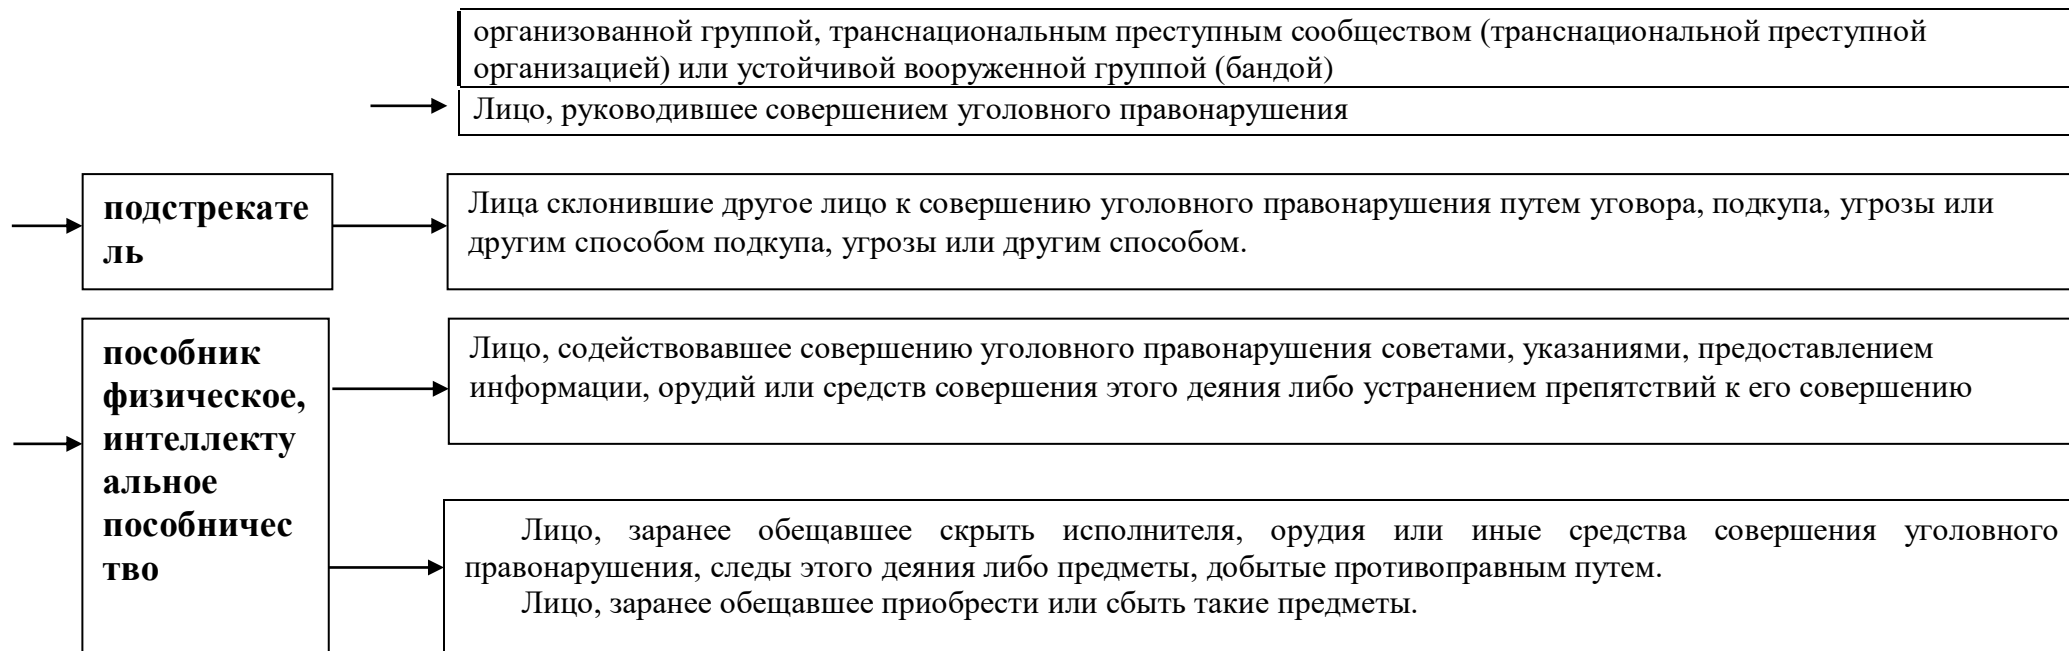 организованной группой, транснациональным преступным сообществом (транснациональной преступной
организацией) или устойчивой вооруженной группой (бандой)
Лицо, руководившее совершением уголовного правонарушения
подстрекате
ль
Лица склонившие другое лицо к совершению уголовного правонарушения путем уговора, подкупа, угрозы или
другим способом подкупа, угрозы или другим способом.
пособник
физическое,
интеллекту
альное
пособничес
тво
Лицо, содействовавшее совершению уголовного правонарушения советами, указаниями, предоставлением
информации, орудий или средств совершения этого деяния либо устранением препятствий к его совершению
Лицо, заранее обещавшее скрыть исполнителя, орудия или иные средства совершения уголовного
правонарушения, следы этого деяния либо предметы, добытые противоправным путем.
Лицо, заранее обещавшее приобрести или сбыть такие предметы.